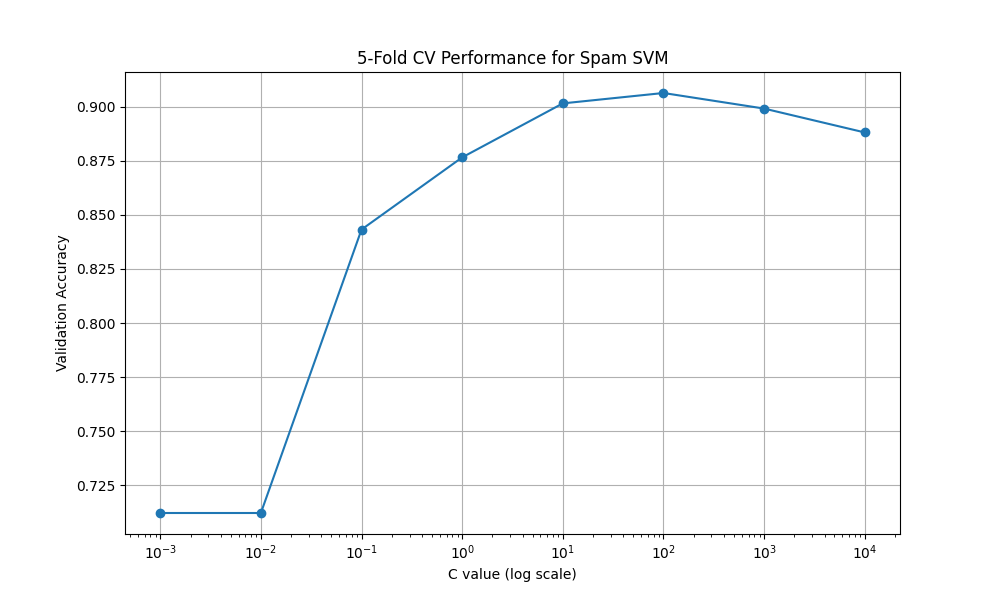 5-Fold CV Performance for Spam SVM
Validation Accuracy
0.900
0.875
0.850
0.825
0.800
0.775
0.750
0.725
10⁻³ 10⁻² 10⁻¹ 10⁰ 10¹ 10² 10³ 10⁴
C value (log scale)